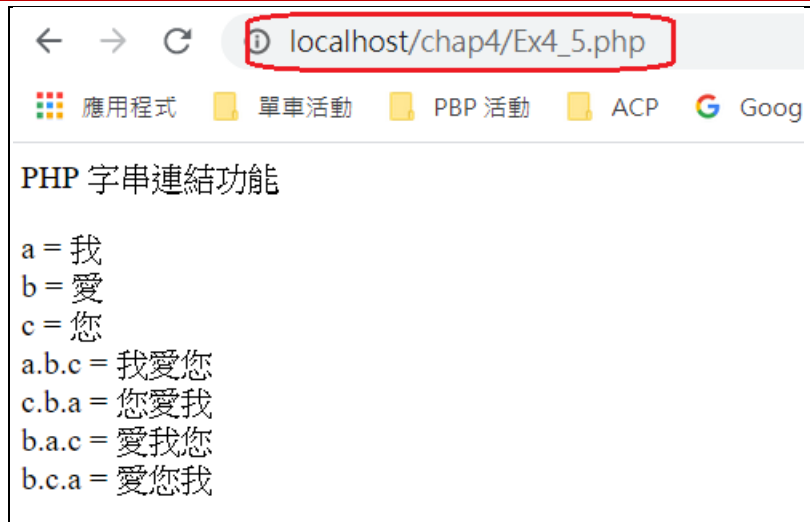 localhost/chap4/Ex4_5.php
應用程式 單車活動 PBP 活動 ACP G Goog
PHP 字串連結功能
a = 我
b = 愛
c = 您
a.b.c = 我愛您
c.b.a = 您愛我
b.a.c = 愛我您
b.c.a = 愛您我